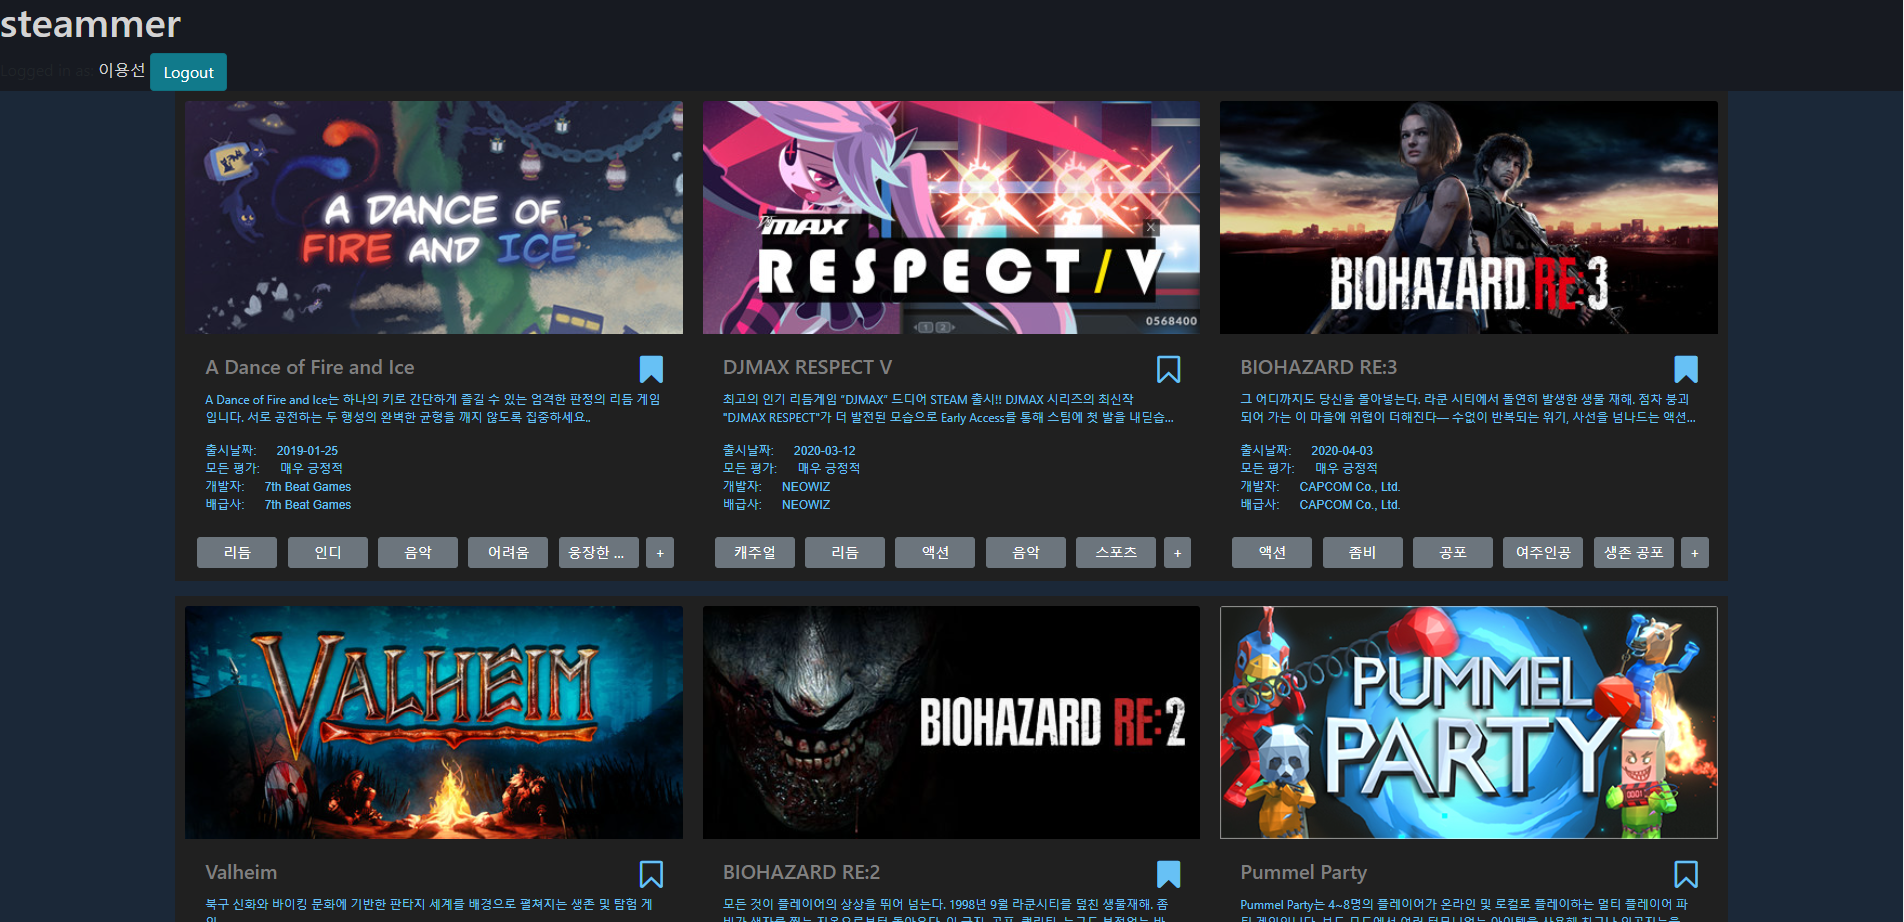 steammer
Logged in as: 이용선 Logout
A DANCE OF
FIRE AND ICE
DJMAX
RESPECT/V
X
1 2
0568400
BIOHAZARD RE:3
A Dance of Fire and Ice
A Dance of Fire and Ice는 하나의 키로 간단하게 즐길 수 있는 엄격한 판정의 리듬 게임
입니다. 서로 공전하는 두 행성의 완벽한 균형을 깨지 않도록 집중하세요..
출시날짜: 2019-01-25
모든 평가: 매우 긍정적
개발자: 7th Beat Games
배급사: 7th Beat Games
리듬 인디 음악 어려움 웅장한 ... +
DJMAX RESPECT V
최고의 인기 리듬게임 “DJMAX” 드디어 STEAM 출시!! DJMAX 시리즈의 최신작
"DJMAX RESPECT"가 더 발전된 모습으로 Early Access를 통해 스팀에 첫 발을 내딛습...
출시날짜: 2020-03-12
모든 평가: 매우 긍정적
개발자: NEOWIZ
배급사: NEOWIZ
캐주얼 리듬 액션 음악 스포츠 +
BIOHAZARD RE:3
그 어디까지도 당신을 몰아넣는다. 라쿤 시티에서 돌연히 발생한 생물 재해. 점차 붕괴
되어 가는 이 마을에 위협이 더해진다― 수없이 반복되는 위기, 사선을 넘나드는 액션...
출시날짜: 2020-04-03
모든 평가: 매우 긍정적
개발자: CAPCOM Co., Ltd.
배급사: CAPCOM Co., Ltd.
액션 좀비 공포 여주인공 생존 공포 +
VALHEIM
BIOHAZARD RE:2
PUMMEL
PARTY
Valheim
북구 신화와 바이킹 문화에 기반한 판타지 세계를 배경으로 펼쳐지는 생존 및 탐험 게
BIOHAZARD RE:2
모든 것이 플레이어의 상상을 뛰어 넘는다. 1998년 9월 라쿤시티를 덮친 생물재해. 좀
Pummel Party
Pummel Party는 4~8명의 플레이어가 온라인 및 로컬로 플레이하는 멀티 플레이어 파